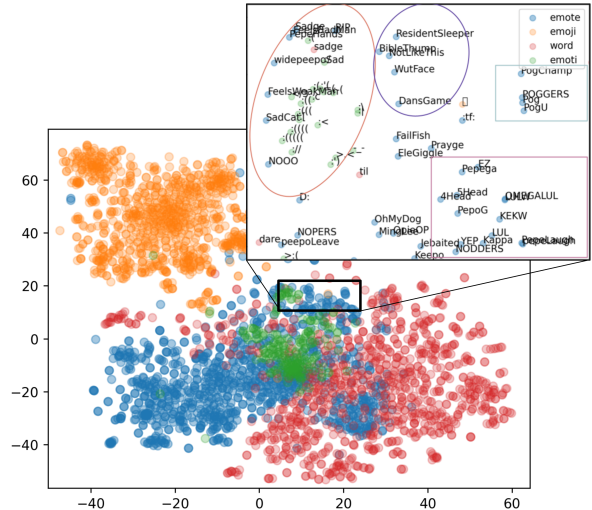 emote
emoji
word
emoti
Sadge
RIP
PepeHands
sadge
widepeepoSad
ResidentSleeper
BibleThump
NotLikeThis
WutFace
PogChamp
FeelsWeakMan
:(
:((
SadCat
:(((((
:((((((
://
:<
:\
DansGame
:tf:
POGGERS
Pog
PogU
NOOO
>_<
til
FailFish
EleGiggle
Prayge
Pepega
EZ
D:
4Head
5Head
OMEGALUL
PepoG
KEKW
OhMyDog
MingLee
NOPERS
dare
peepoLeave
>:(
Jebaited
Keepo
YEP
NODDERS
Kappa
LUL
PepeLaugh
60
40
20
0
−20
−40
−40
−20
0
20
40
60